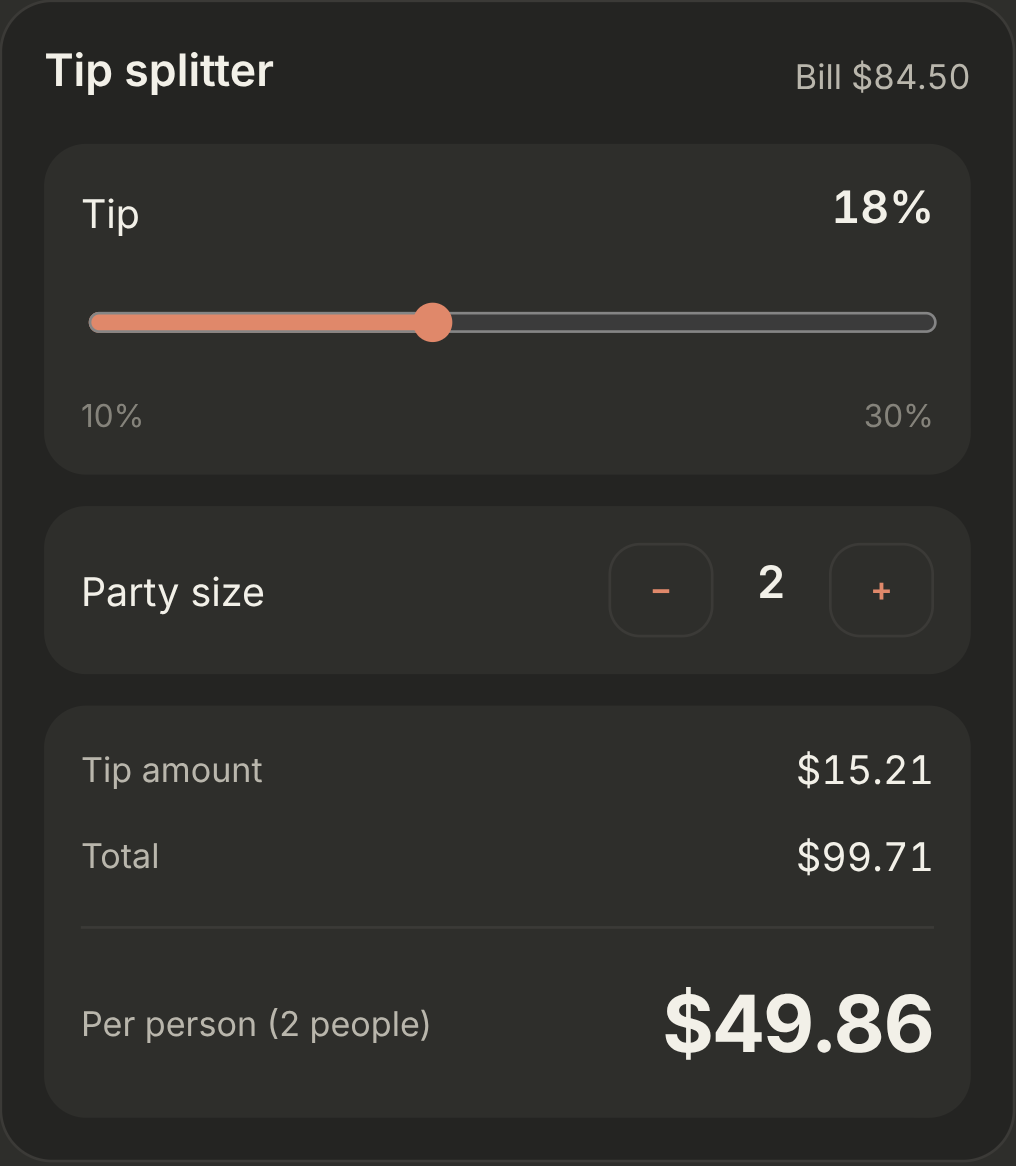 Tip splitter
Bill $84.50
Tip
18%
10%
30%
Party size
−
2
+
Tip amount
$15.21
Total
$99.71
Per person (2 people)
$49.86